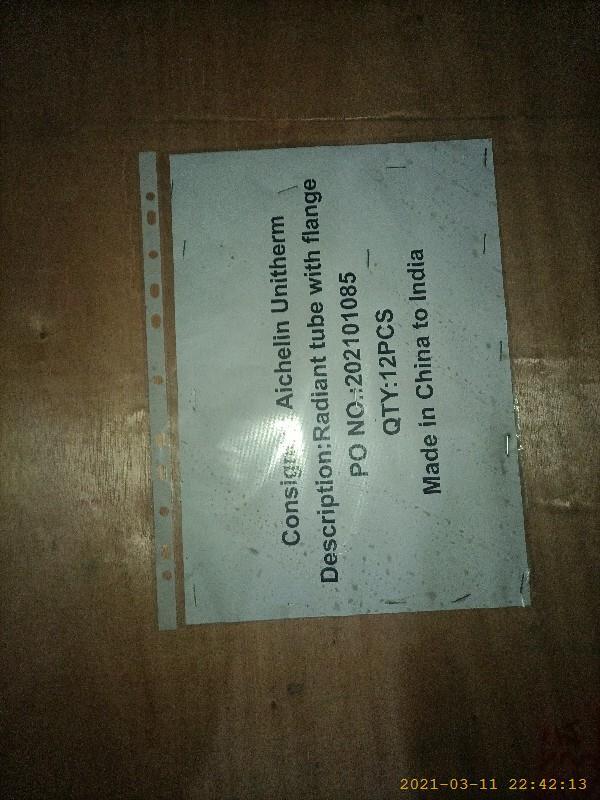 Aichelin Unitherm
Description:Radiant tube with flange
PO NO.:202101085
QTY:12PCS
Made in China to India
2021-03-11 22:42:13